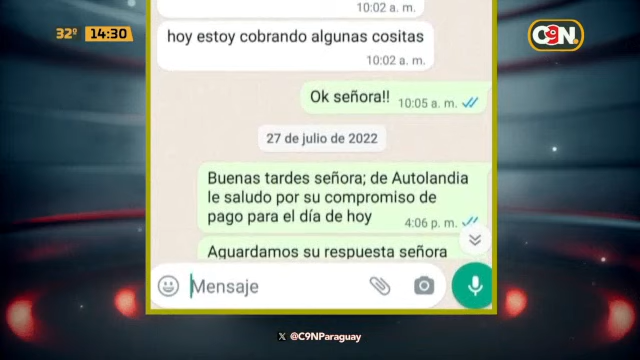 32º 14:30
C9N.
señora
10:02 a. m.
hoy estoy cobrando algunas cositas
10:02 a. m.
Ok señora!! 10:05 a. m.
27 de julio de 2022
Buenas tardes señora; de Autolandia
le saludo por su compromiso de
pago para el día de hoy 4:06 p. m.
Aguardamos su respuesta señora
Mensaje
X @C9NParaguay